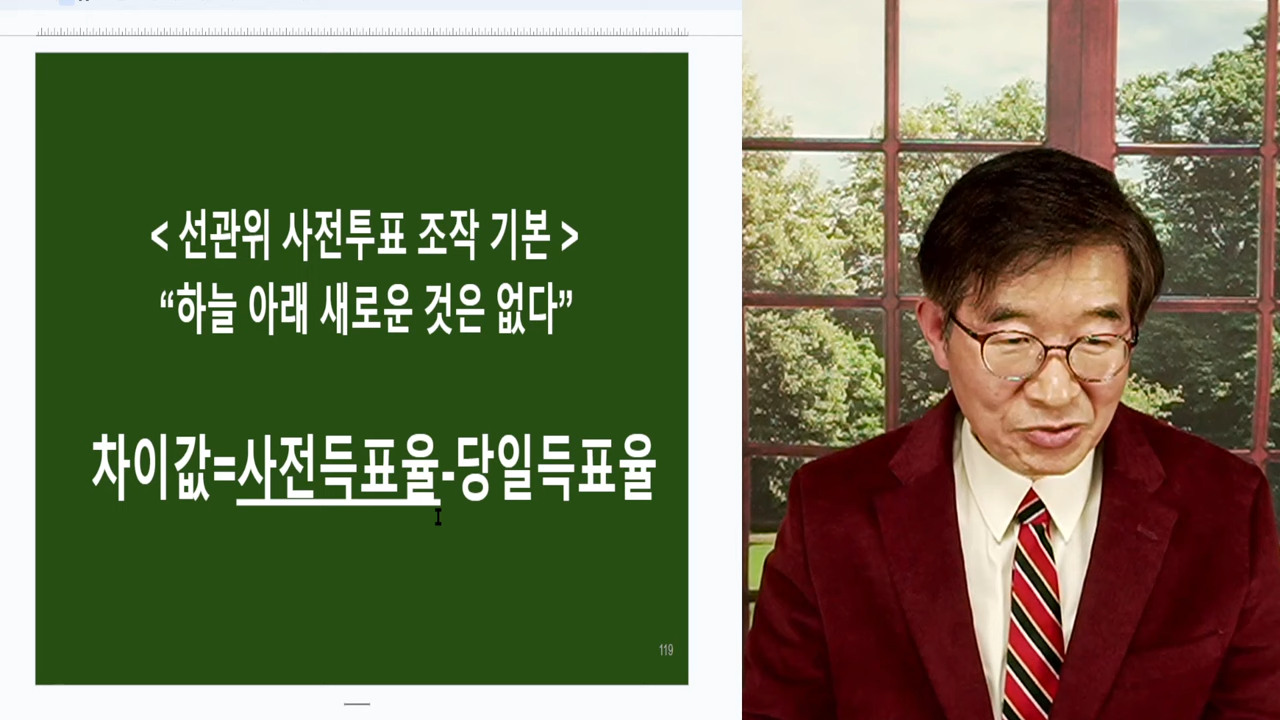 < 선관위 사전투표 조작 기본 >
“하늘 아래 새로운 것은 없다”
차이값=사전득표율-당일득표율
119